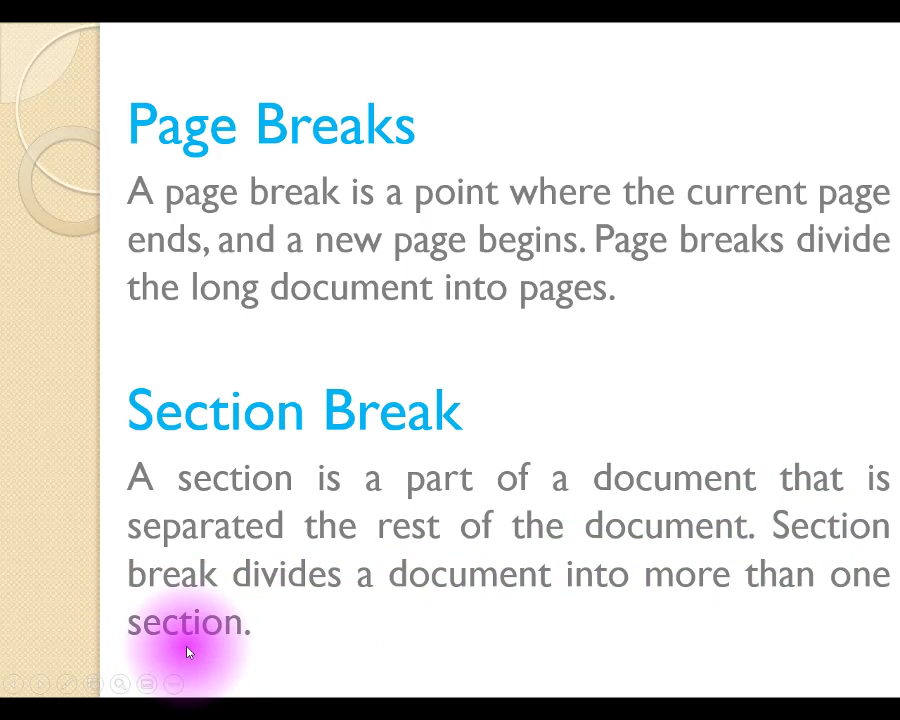 Page Breaks
A page break is a point where the current page
ends, and a new page begins. Page breaks divide
the long document into pages.
Section Break
A section is a part of a document that is
separated the rest of the document. Section
break divides a document into more than one
section.